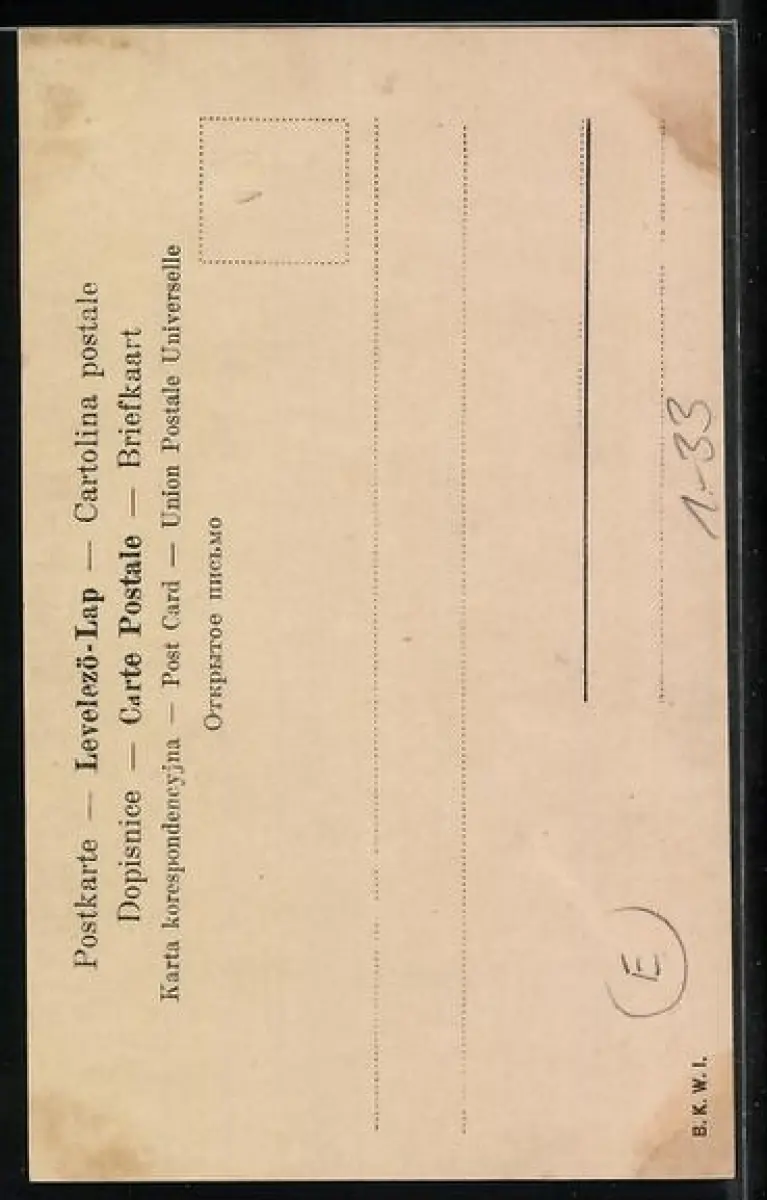 Postkarte — Levelező-Lap — Cartolina postale
Dopisnice — Carte Postale — Briefkaart
Karta korespondencyjna — Post Card — Union Postale Universelle
Открытое письмо
1.-33
E
B. K. W. I.